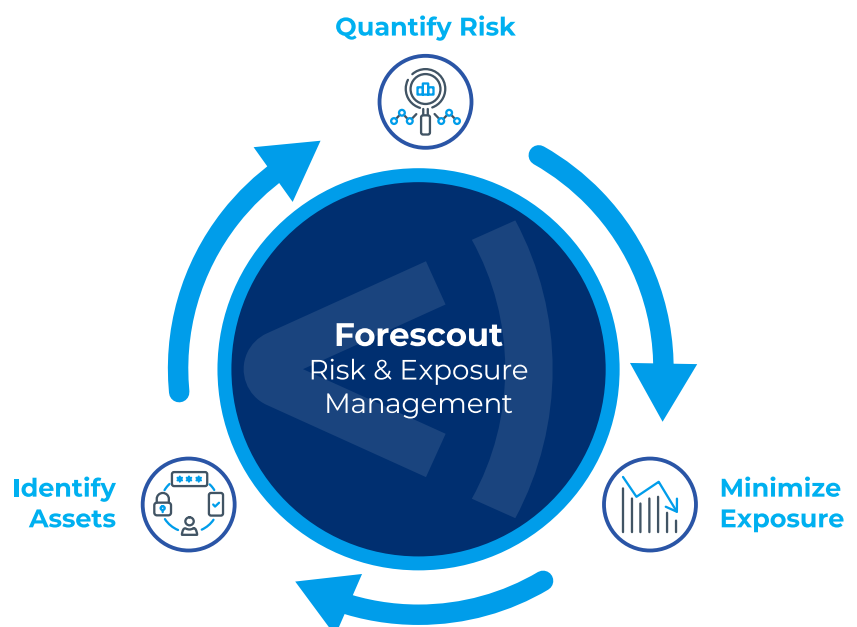 Quantify Risk
Forescout
Risk & Exposure
Management
Identify
Assets
***
Minimize
Exposure